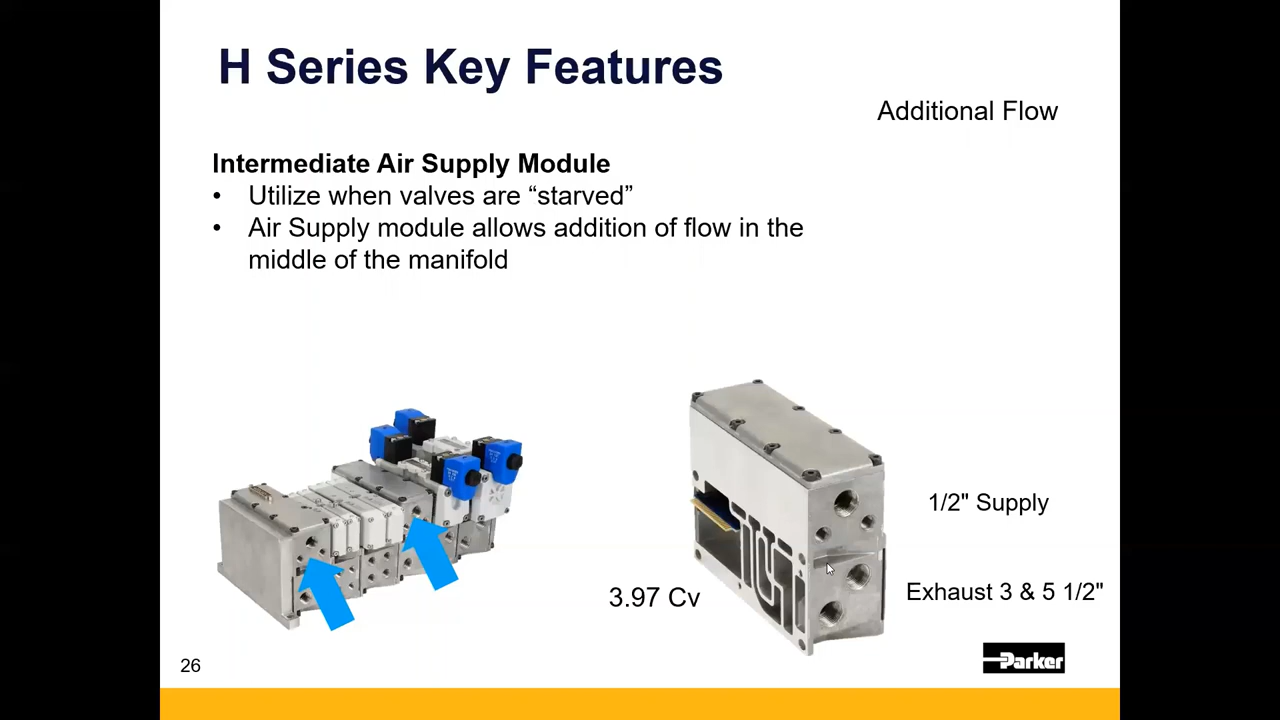 H Series Key Features
Additional Flow
Intermediate Air Supply Module
• Utilize when valves are “starved”
• Air Supply module allows addition of flow in the
middle of the manifold
1/2" Supply
3.97 Cv
Exhaust 3 & 5 1/2"
26
Parker